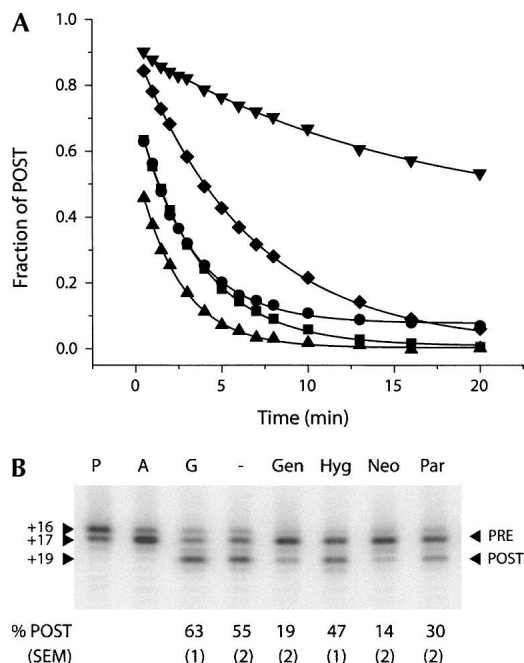 A
Fraction of POST
1.0
0.8
0.6
0.4
0.2
0.0
0
5
10
15
20
Time (min)
B
P A G - Gen Hyg Neo Par
+16
+17 PRE
+19 POST
% POST 63 55 19 47 14 30
(SEM) (1) (2) (2) (1) (2) (2)